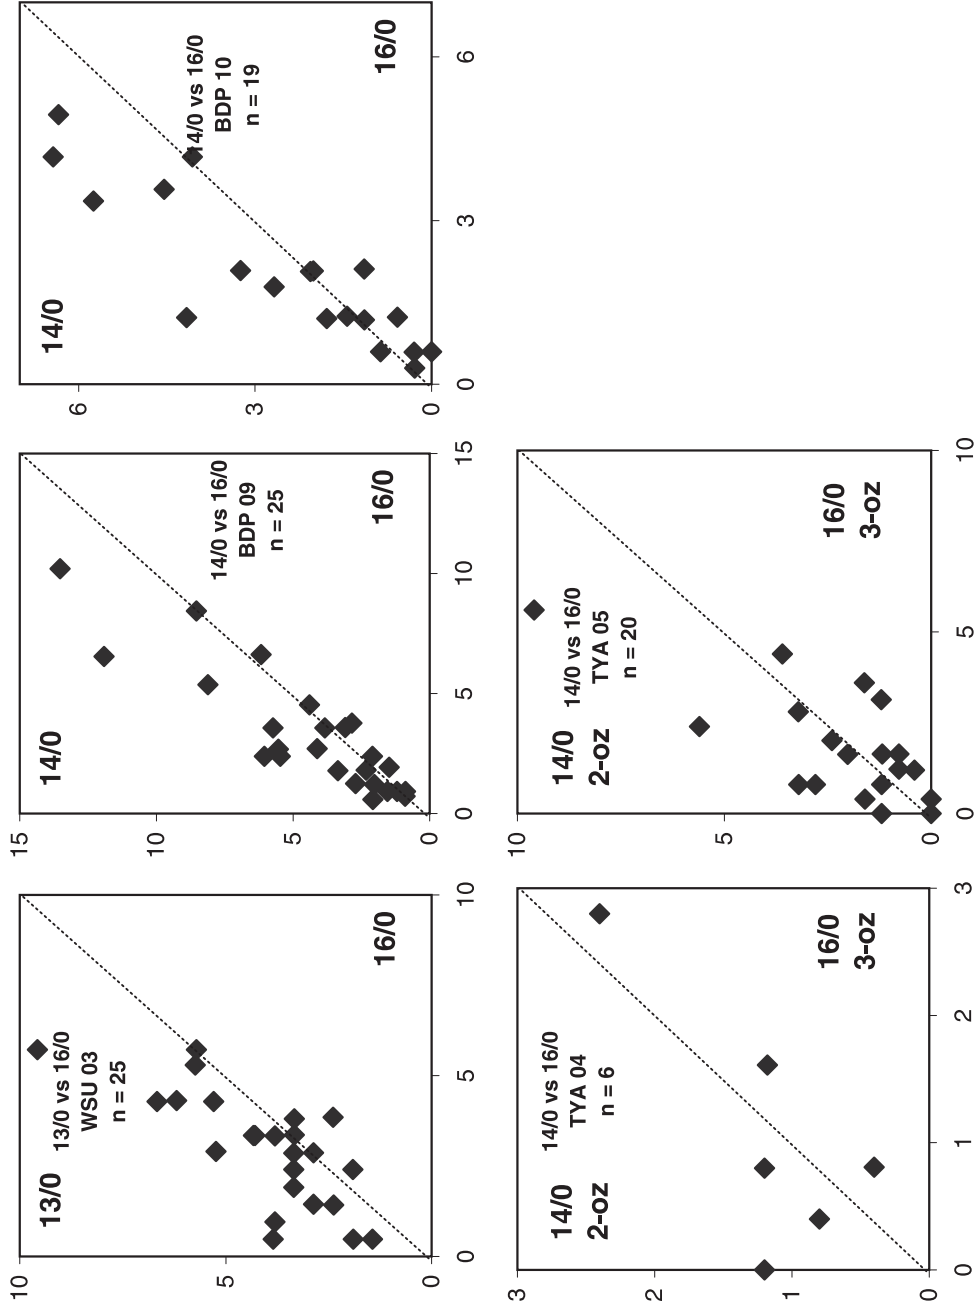 13/0
13/0 vs 16/0
WSU 03
n = 25
16/0
10
5
0
0
5
10
14/0
14/0 vs 16/0
BDP 09
n = 25
16/0
15
10
5
0
0
5
10
15
14/0
14/0 vs 16/0
BDP 10
n = 19
16/0
6
3
0
0
3
6
14/0
2-oz
14/0 vs 16/0
TYA 04
n = 6
16/0
3-oz
3
2
1
0
0
1
2
3
14/0
2-oz
14/0 vs 16/0
TYA 05
n = 20
16/0
3-oz
10
5
0
0
5
10